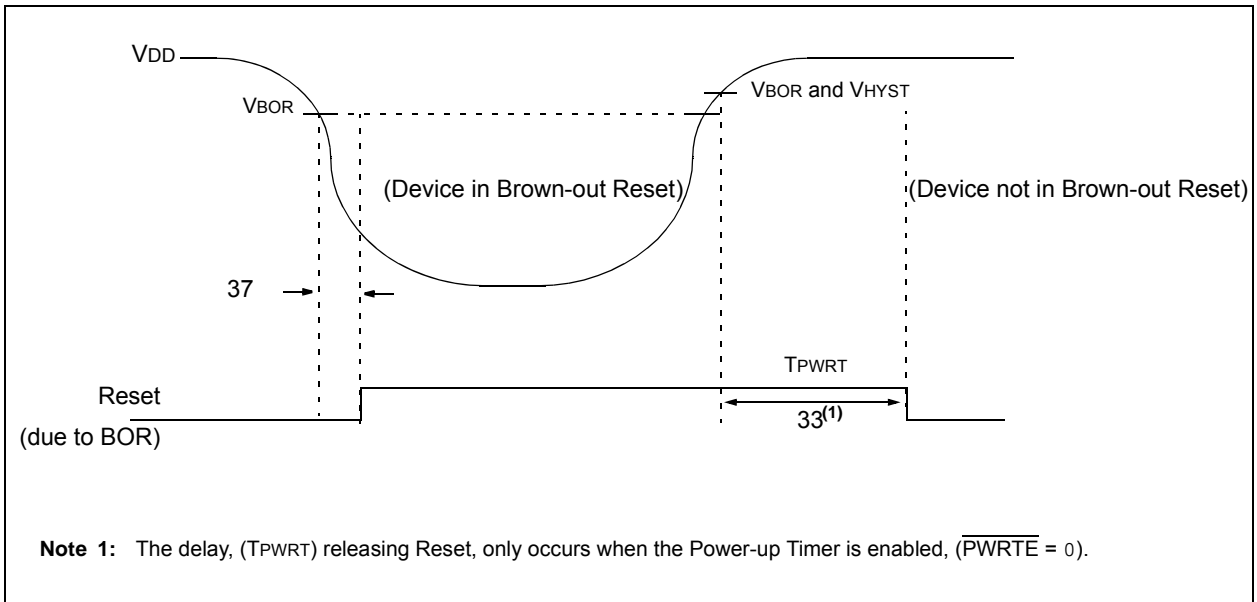 VDD
VBOR
VBOR and VHYST
(Device in Brown-out Reset)
(Device not in Brown-out Reset)
37
TPWRT
Reset
33(1)
(due to BOR)
Note 1: The delay, (TPWRT) releasing Reset, only occurs when the Power-up Timer is enabled, (PWRTE = 0).